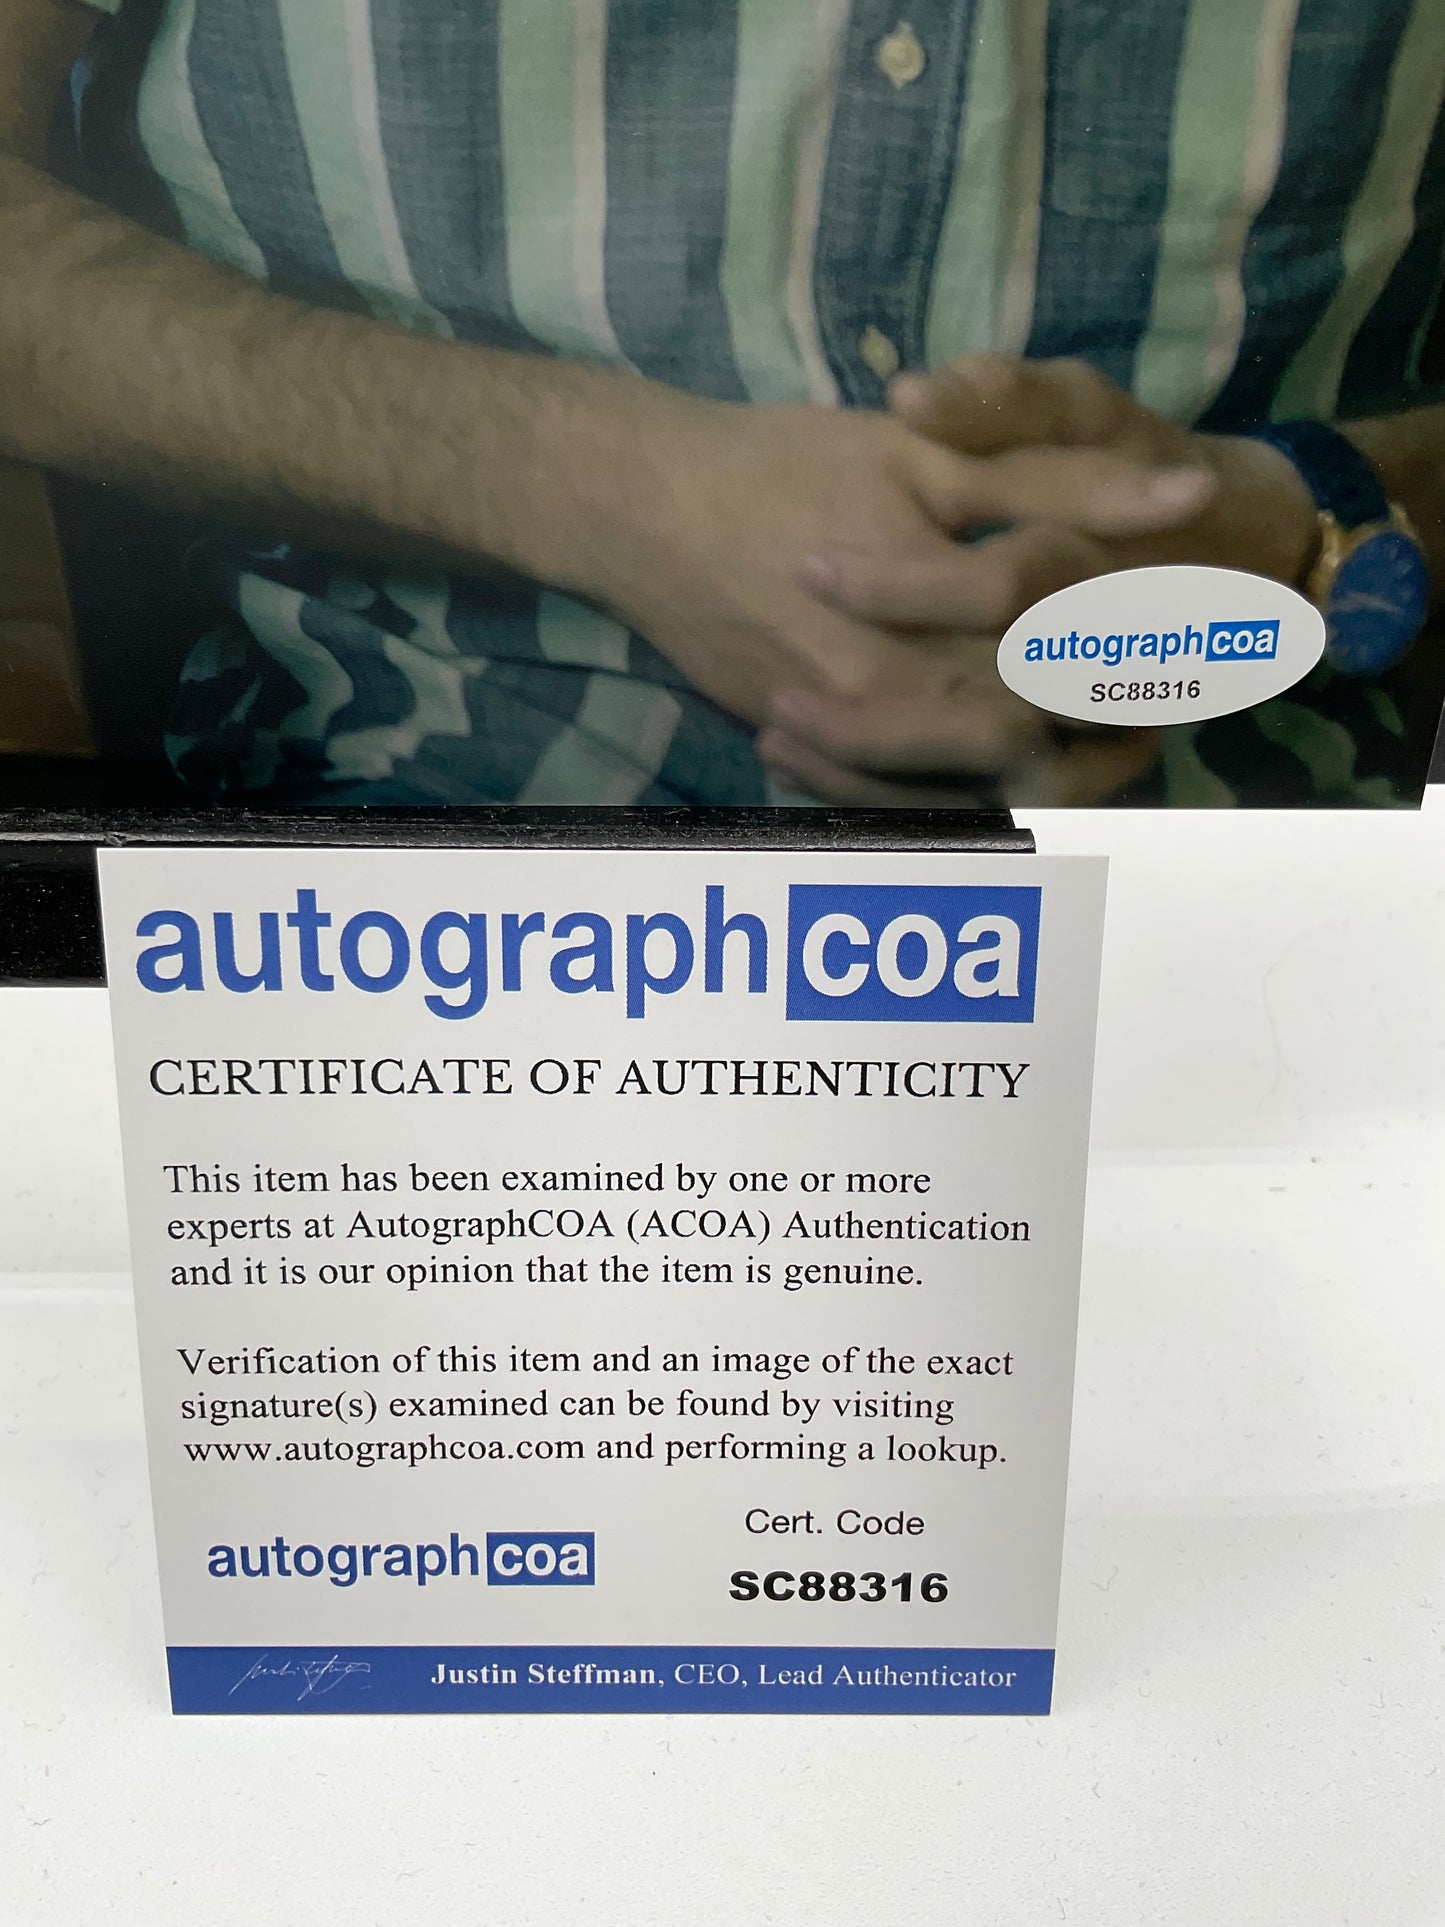 autographcoa
SC88316
autographcoa
CERTIFICATE OF AUTHENTICITY
This item has been examined by one or more
experts at AutographCOA (ACOA) Authentication
and it is our opinion that the item is genuine.
Verification of this item and an image of the exact
signature(s) examined can be found by visiting
www.autographcoa.com and performing a lookup.
Cert. Code
autographcoa
SC88316
Justin Steffman, CEO, Lead Authenticator